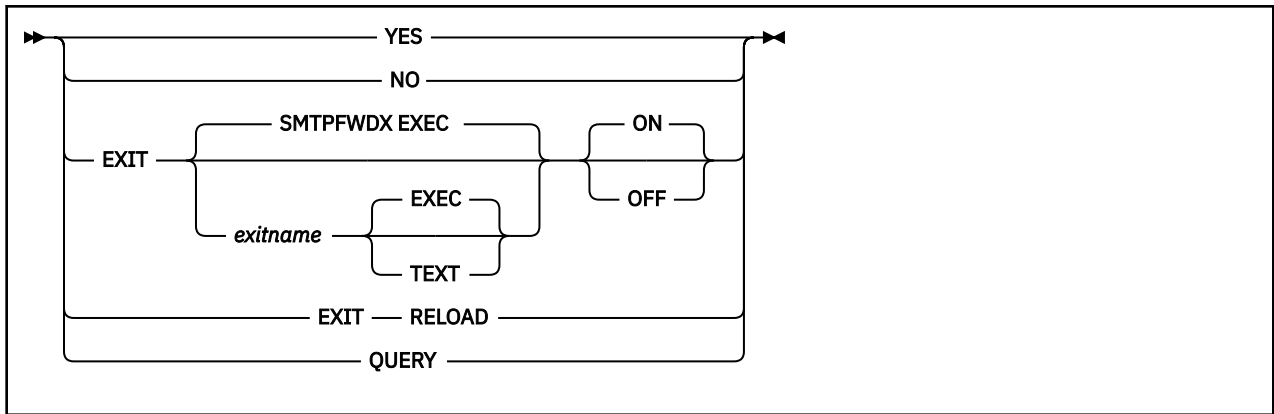 YES
NO
SMTPFWDX EXEC
ON
EXIT
OFF
EXEC
exitname
TEXT
EXIT RELOAD
QUERY